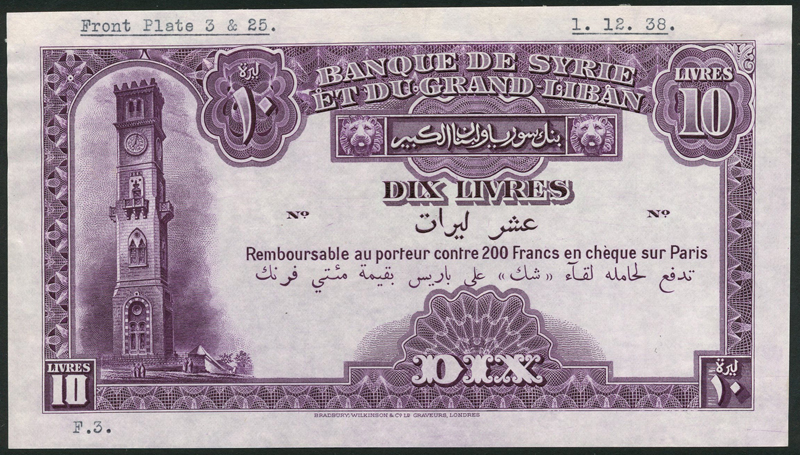 Front Plate 3 & 25.
1. 12. 38.
ليرة
١٠
BANQUE DE SYRIE
ET DU GRAND-LIBAN
LIVRES
10
بنك سوريا ولبنان الكبير
DIX LIVRES
Nº
Nº
عشر ليرات
Remboursable au porteur contre 200 Francs en chèque sur Paris
تدفع لحامله لقآء «شك» على باريس بقيمة مئتي فرنك
DIX
LIVRES
10
ليرة
١٠
BRADBURY, WILKINSON & Cº Lᴅ GRAVEURS, LONDRES
F.3.